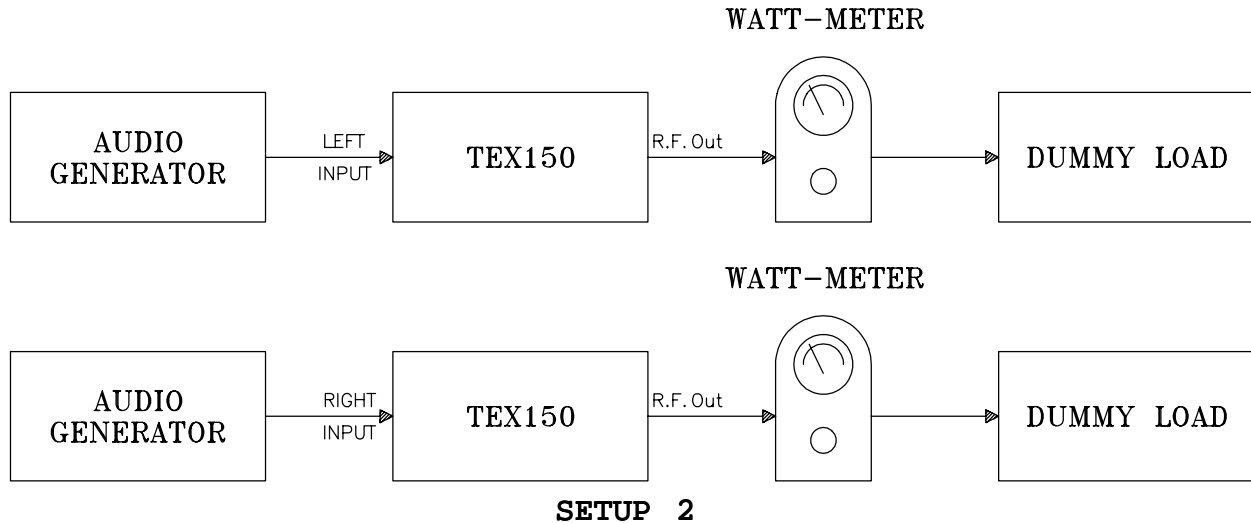 WATT-METER
AUDIO
GENERATOR
LEFT
INPUT
TEX150
R.F. Out
DUMMY LOAD
WATT-METER
AUDIO
GENERATOR
RIGHT
INPUT
TEX150
R.F. Out
DUMMY LOAD
SETUP 2